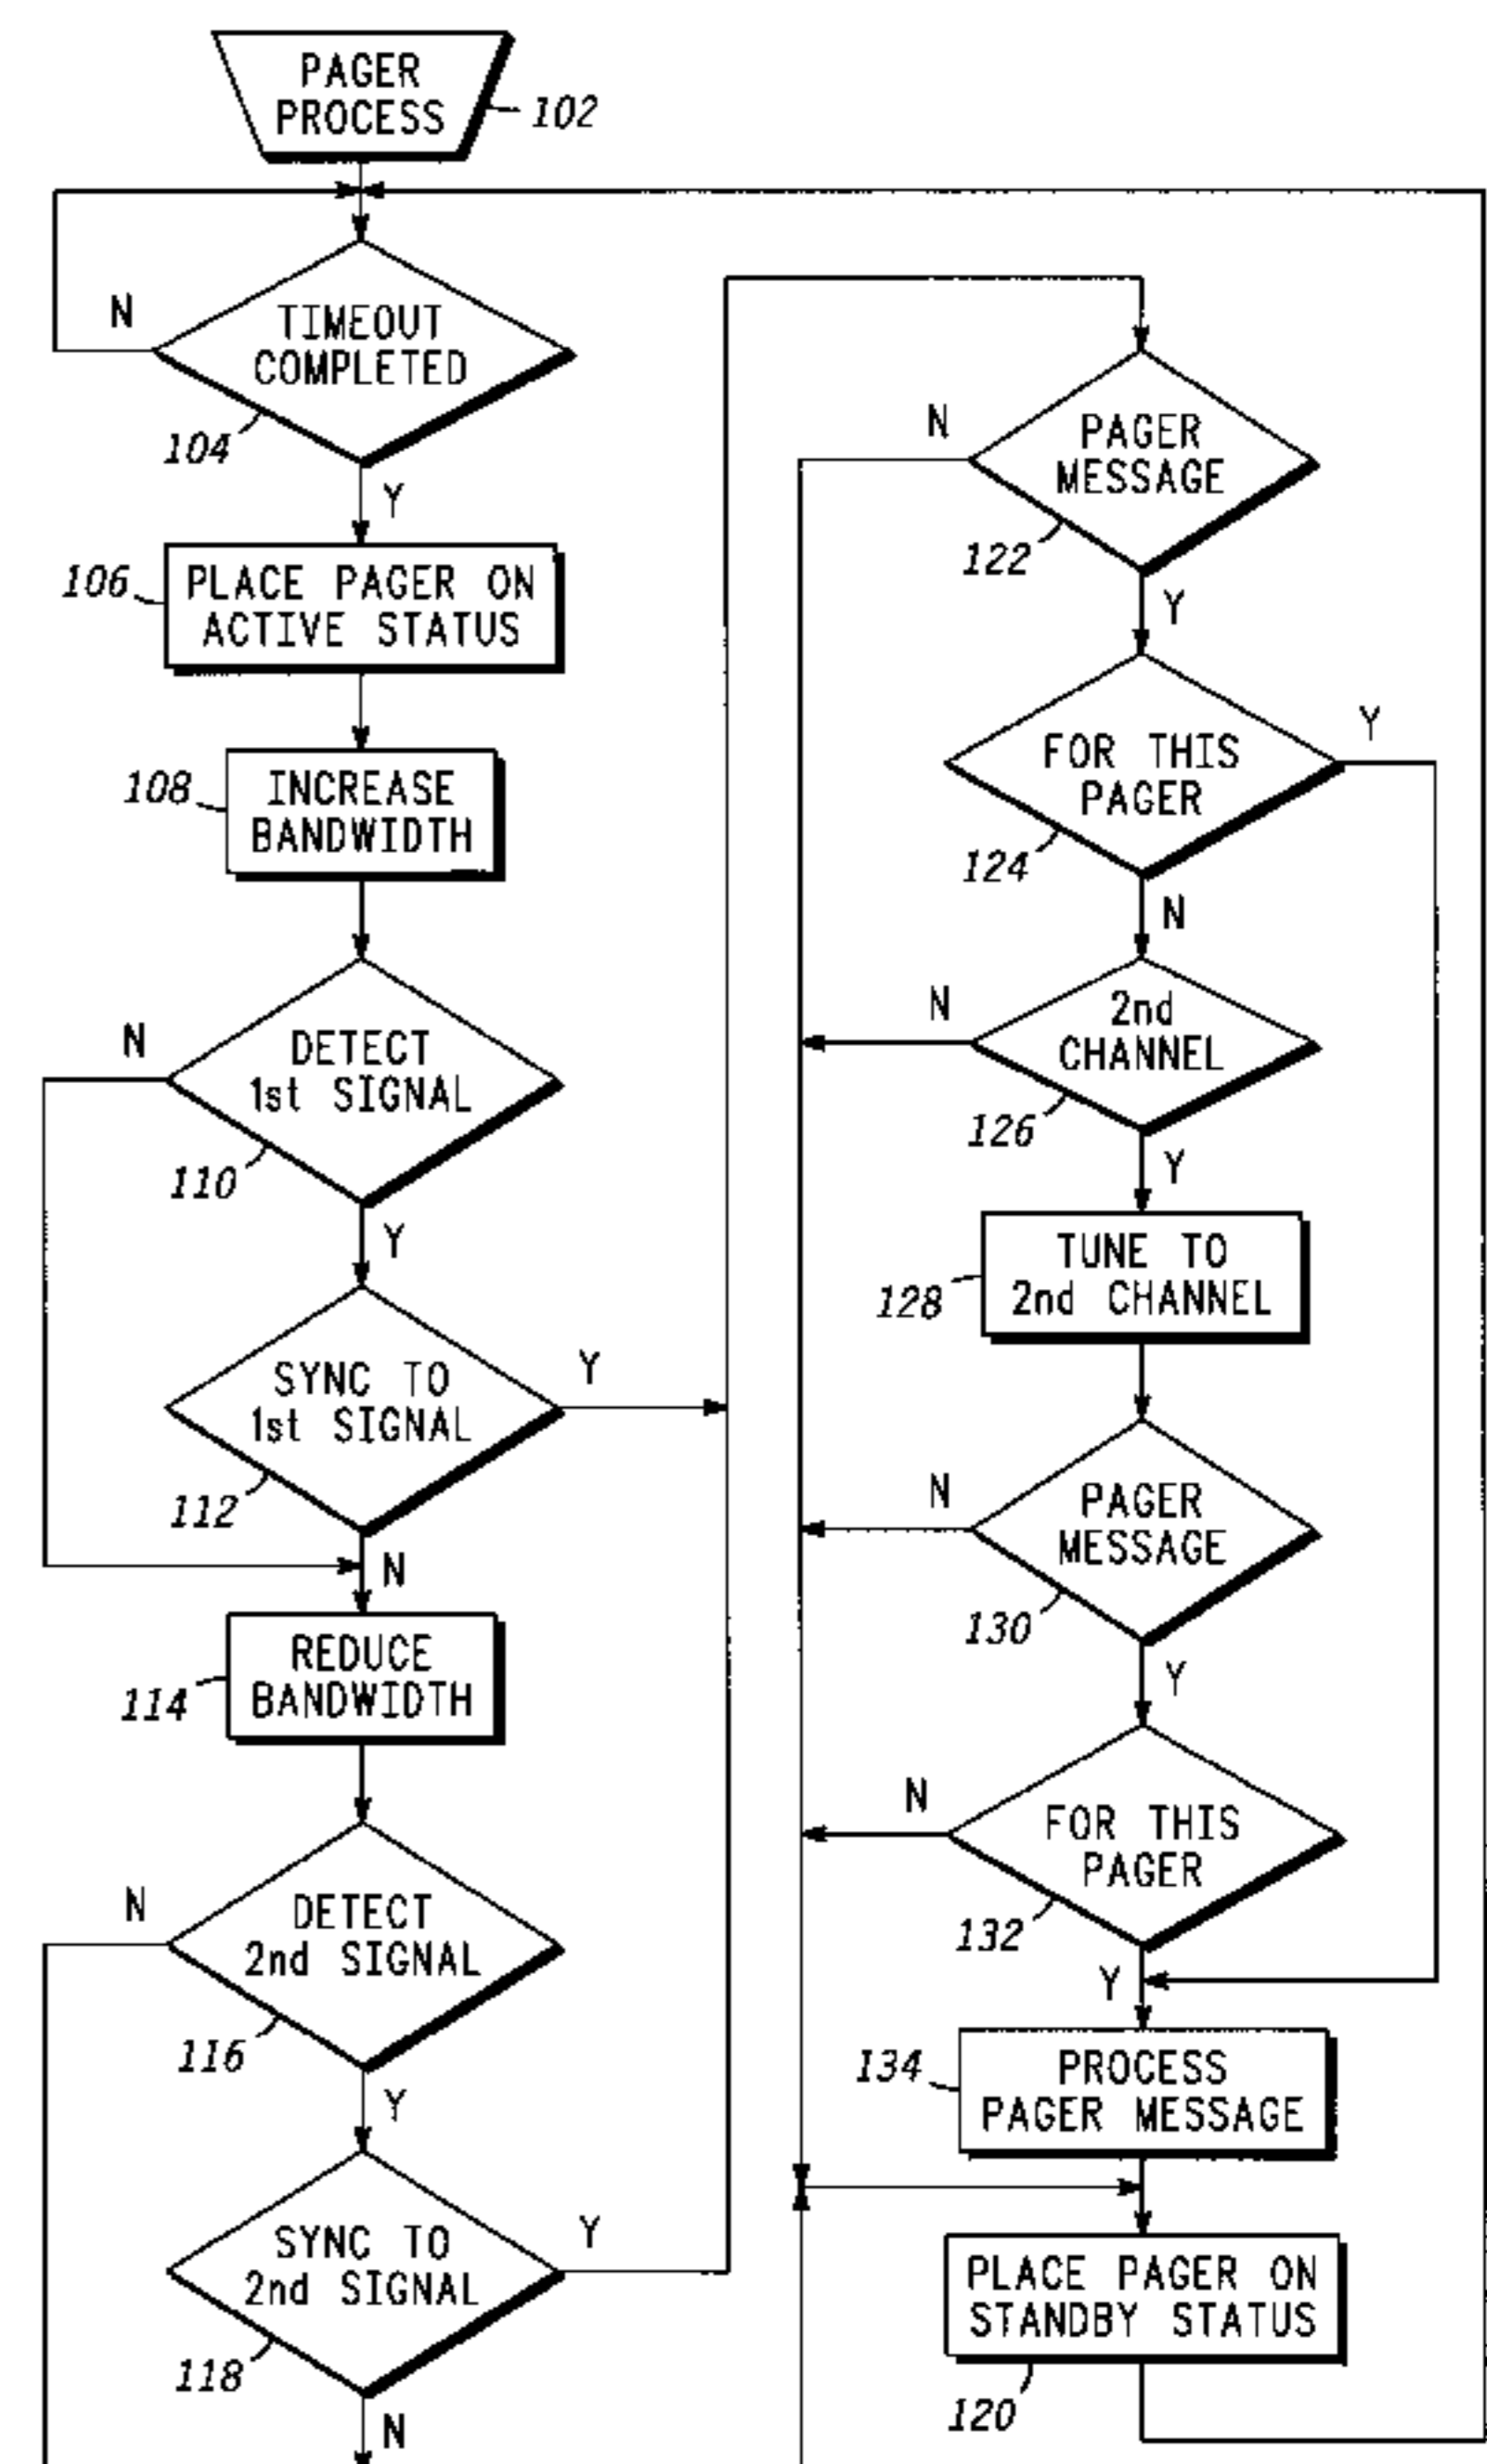 PAGER
PROCESS
102
N
TIMEOUT
COMPLETED
104
Y
106
PLACE PAGER ON
ACTIVE STATUS
108
INCREASE
BANDWIDTH
N
DETECT
1st SIGNAL
110
Y
SYNC TO
1st SIGNAL
Y
112
N
REDUCE
BANDWIDTH
114
N
DETECT
2nd SIGNAL
116
Y
SYNC TO
2nd SIGNAL
Y
118
N
N
PAGER
MESSAGE
122
Y
FOR THIS
PAGER
Y
124
N
N
2nd
CHANNEL
126
Y
TUNE TO
2nd CHANNEL
128
N
PAGER
MESSAGE
130
Y
N
FOR THIS
PAGER
132
Y
134
PROCESS
PAGER MESSAGE
PLACE PAGER ON
STANDBY STATUS
120